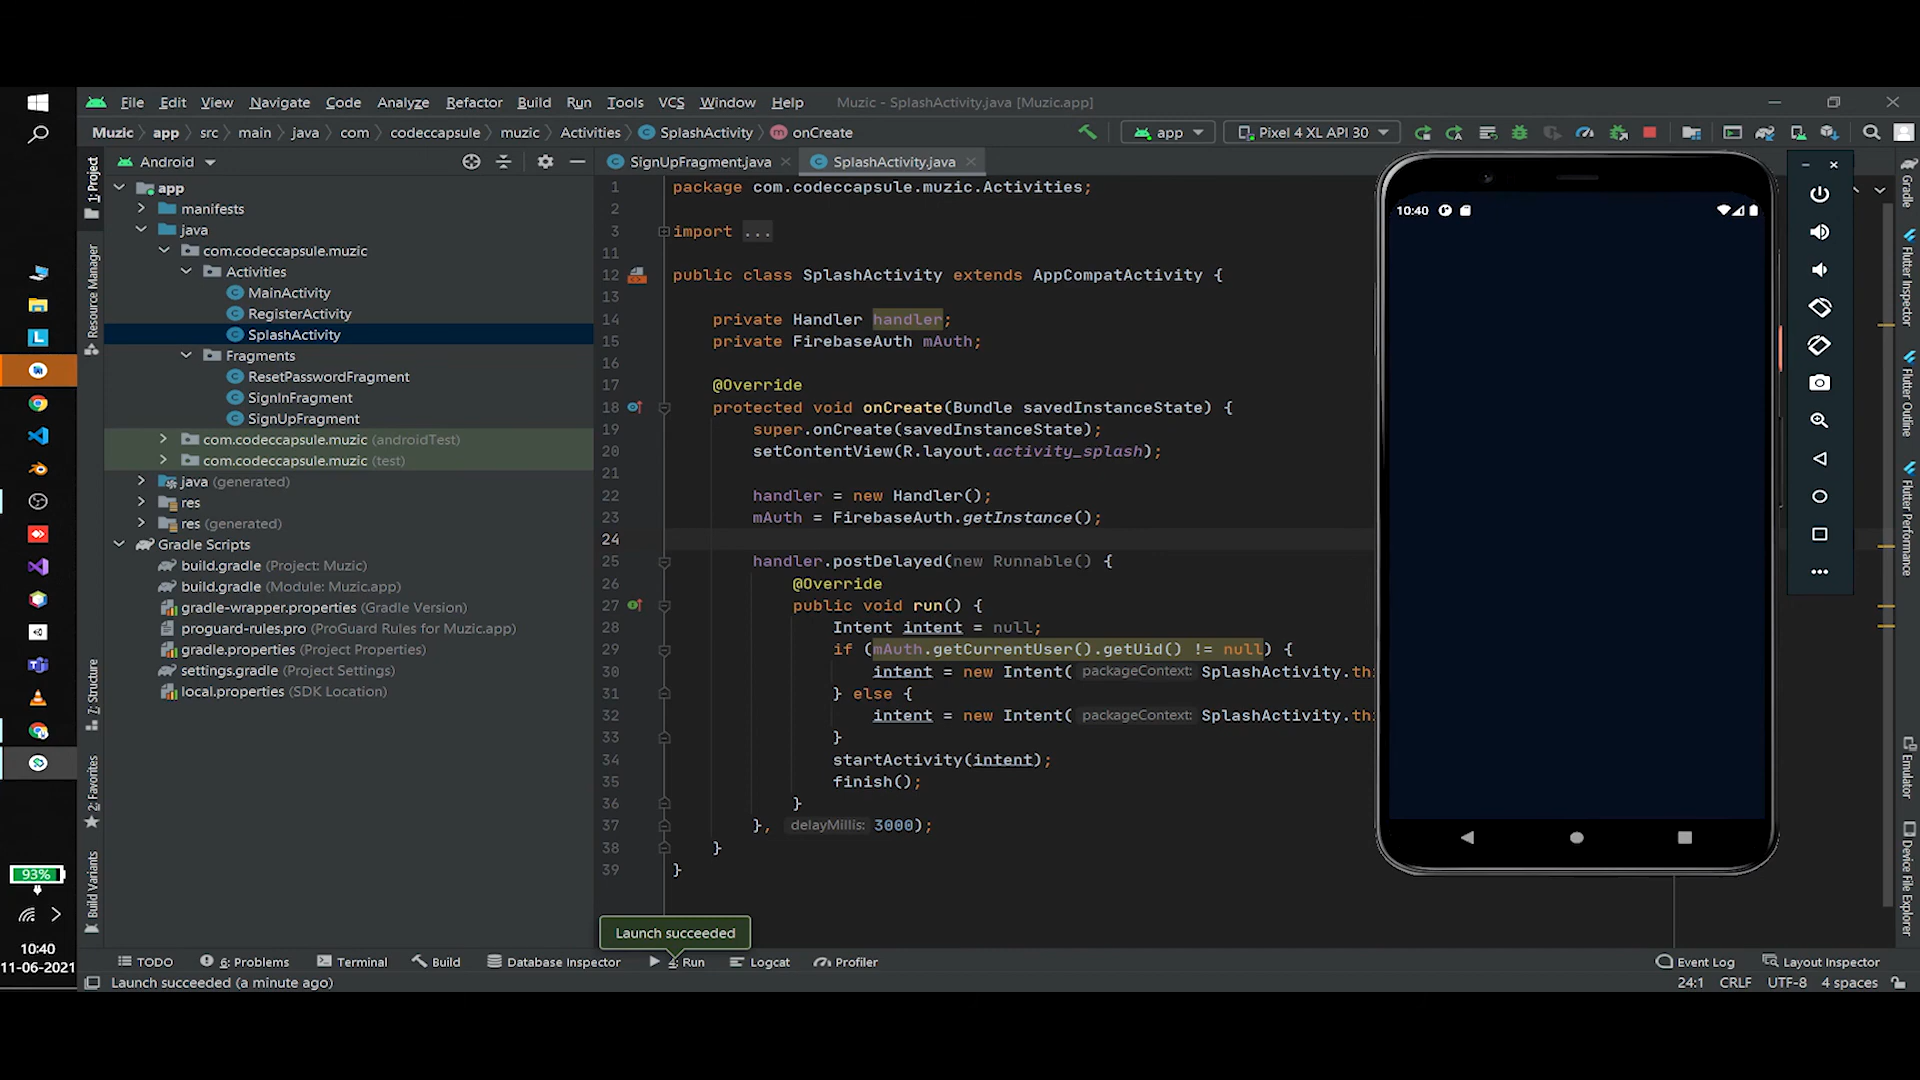 File Edit View Navigate Code Analyze Refactor Build Run Tools VCS Window Help Muzic - SplashActivity.java [Muzic.app]
Muzic app src main java com codeccapsule muzic Activities SplashActivity onCreate app Pixel 4 XL API 30
Android
SignUpFragment.java SplashActivity.java
1: Project
Resource Manager
7: Structure
2: Favorites
Build Variants
app
manifests
java
com.codeccapsule.muzic
Activities
MainActivity
RegisterActivity
SplashActivity
Fragments
ResetPasswordFragment
SignInFragment
SignUpFragment
com.codeccapsule.muzic (androidTest)
com.codeccapsule.muzic (test)
java (generated)
res
res (generated)
Gradle Scripts
build.gradle (Project: Muzic)
build.gradle (Module: Muzic.app)
gradle-wrapper.properties (Gradle Version)
proguard-rules.pro (ProGuard Rules for Muzic.app)
gradle.properties (Project Properties)
settings.gradle (Project Settings)
local.properties (SDK Location)
1 package com.codeccapsule.muzic.Activities;
2
3 import ...
11
12 public class SplashActivity extends AppCompatActivity {
13
14 private Handler handler;
15 private FirebaseAuth mAuth;
16
17 @Override
18 protected void onCreate(Bundle savedInstanceState) {
19 super.onCreate(savedInstanceState);
20 setContentView(R.layout.activity_splash);
21
22 handler = new Handler();
23 mAuth = FirebaseAuth.getInstance();
24
25 handler.postDelayed(new Runnable() {
26 @Override
27 public void run() {
28 Intent intent = null;
29 if (mAuth.getCurrentUser().getUid() != null) {
30 intent = new Intent( packageContext: SplashActivity.thi
31 } else {
32 intent = new Intent( packageContext: SplashActivity.thi
33 }
34 startActivity(intent);
35 finish();
36 }
37 }, delayMillis: 3000);
38 }
39 }
10:40
Gradle
Flutter Inspector
Flutter Outline
Flutter Performance
Emulator
Device File Explorer
93%
10:40
11-06-2021
Launch succeeded
TODO 6: Problems Terminal Build Database Inspector 4: Run Logcat Profiler Event Log Layout Inspector
Launch succeeded (a minute ago) 24:1 CRLF UTF-8 4 spaces